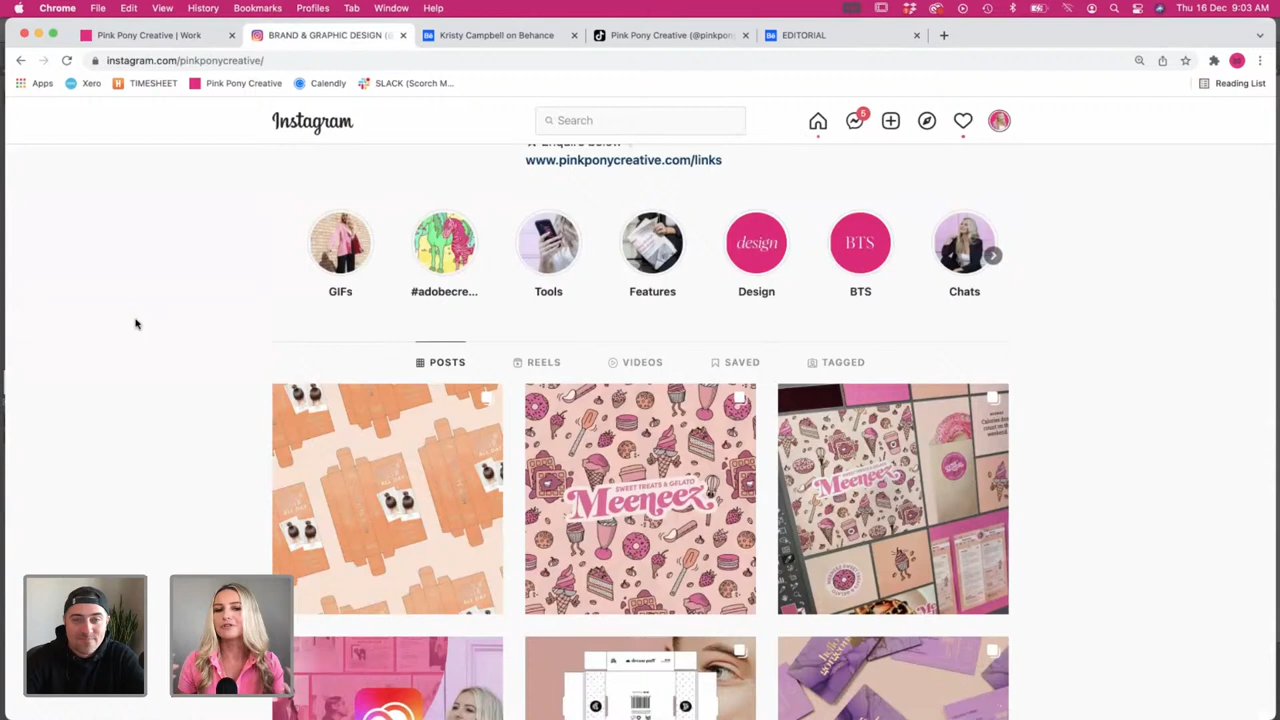 Chrome File Edit View History Bookmarks Profiles Tab Window Help Thu 16 Dec 9:03 AM
Pink Pony Creative | Work BRAND & GRAPHIC DESIGN (@ Kristy Campbell on Behance Pink Pony Creative (@pinkpon EDITORIAL
instagram.com/pinkponycreative/
Apps Xero TIMESHEET Pink Pony Creative Calendly SLACK (Scorch M... Reading List
Instagram
Search
5
www.pinkponycreative.com/links
design
BTS
GIFs #adobecre... Tools Features Design BTS Chats
POSTS REELS VIDEOS SAVED TAGGED
ALL DAY
SWEET TREATS & GELATO
Meeneez
Meeneez